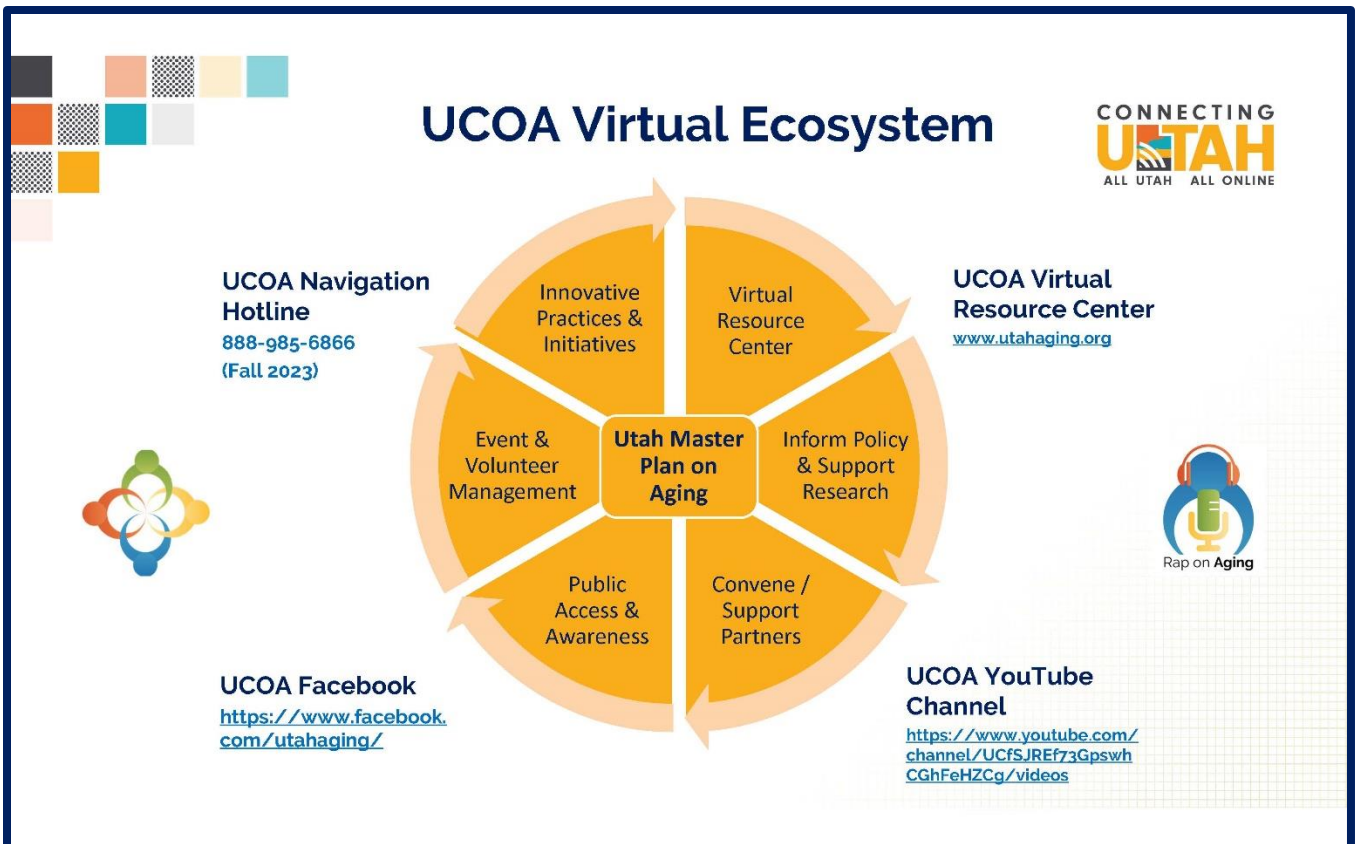 UCOA Virtual Ecosystem
CONNECTING
UTAH
ALL UTAH ALL ONLINE
UCOA Navigation
Hotline
888-985-6866
(Fall 2023)
Innovative
Practices &
Initiatives
Virtual
Resource
Center
UCOA Virtual
Resource Center
www.utahaging.org
Event &
Volunteer
Management
Utah Master
Plan on
Aging
Inform Policy
& Support
Research
Rap on Aging
Public
Access &
Awareness
Convene /
Support
Partners
UCOA Facebook
https://www.facebook.
com/utahaging/
UCOA YouTube
Channel
https://www.youtube.com/
channel/UCfSJREf73Gpswh
CGhFeHZCg/videos